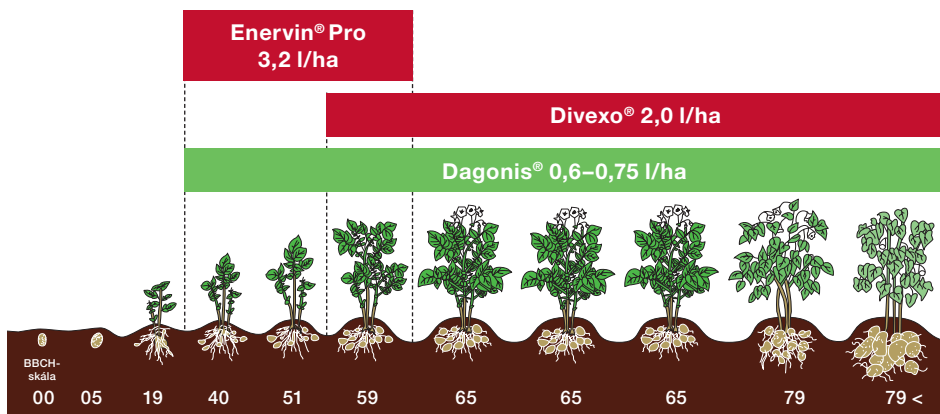 Enervin® Pro
3,2 l/ha
Divexo® 2,0 l/ha
Dagonis® 0,6–0,75 l/ha
BBCH-
skála
00 05 19 40 51 59 65 65 65 79 79 <